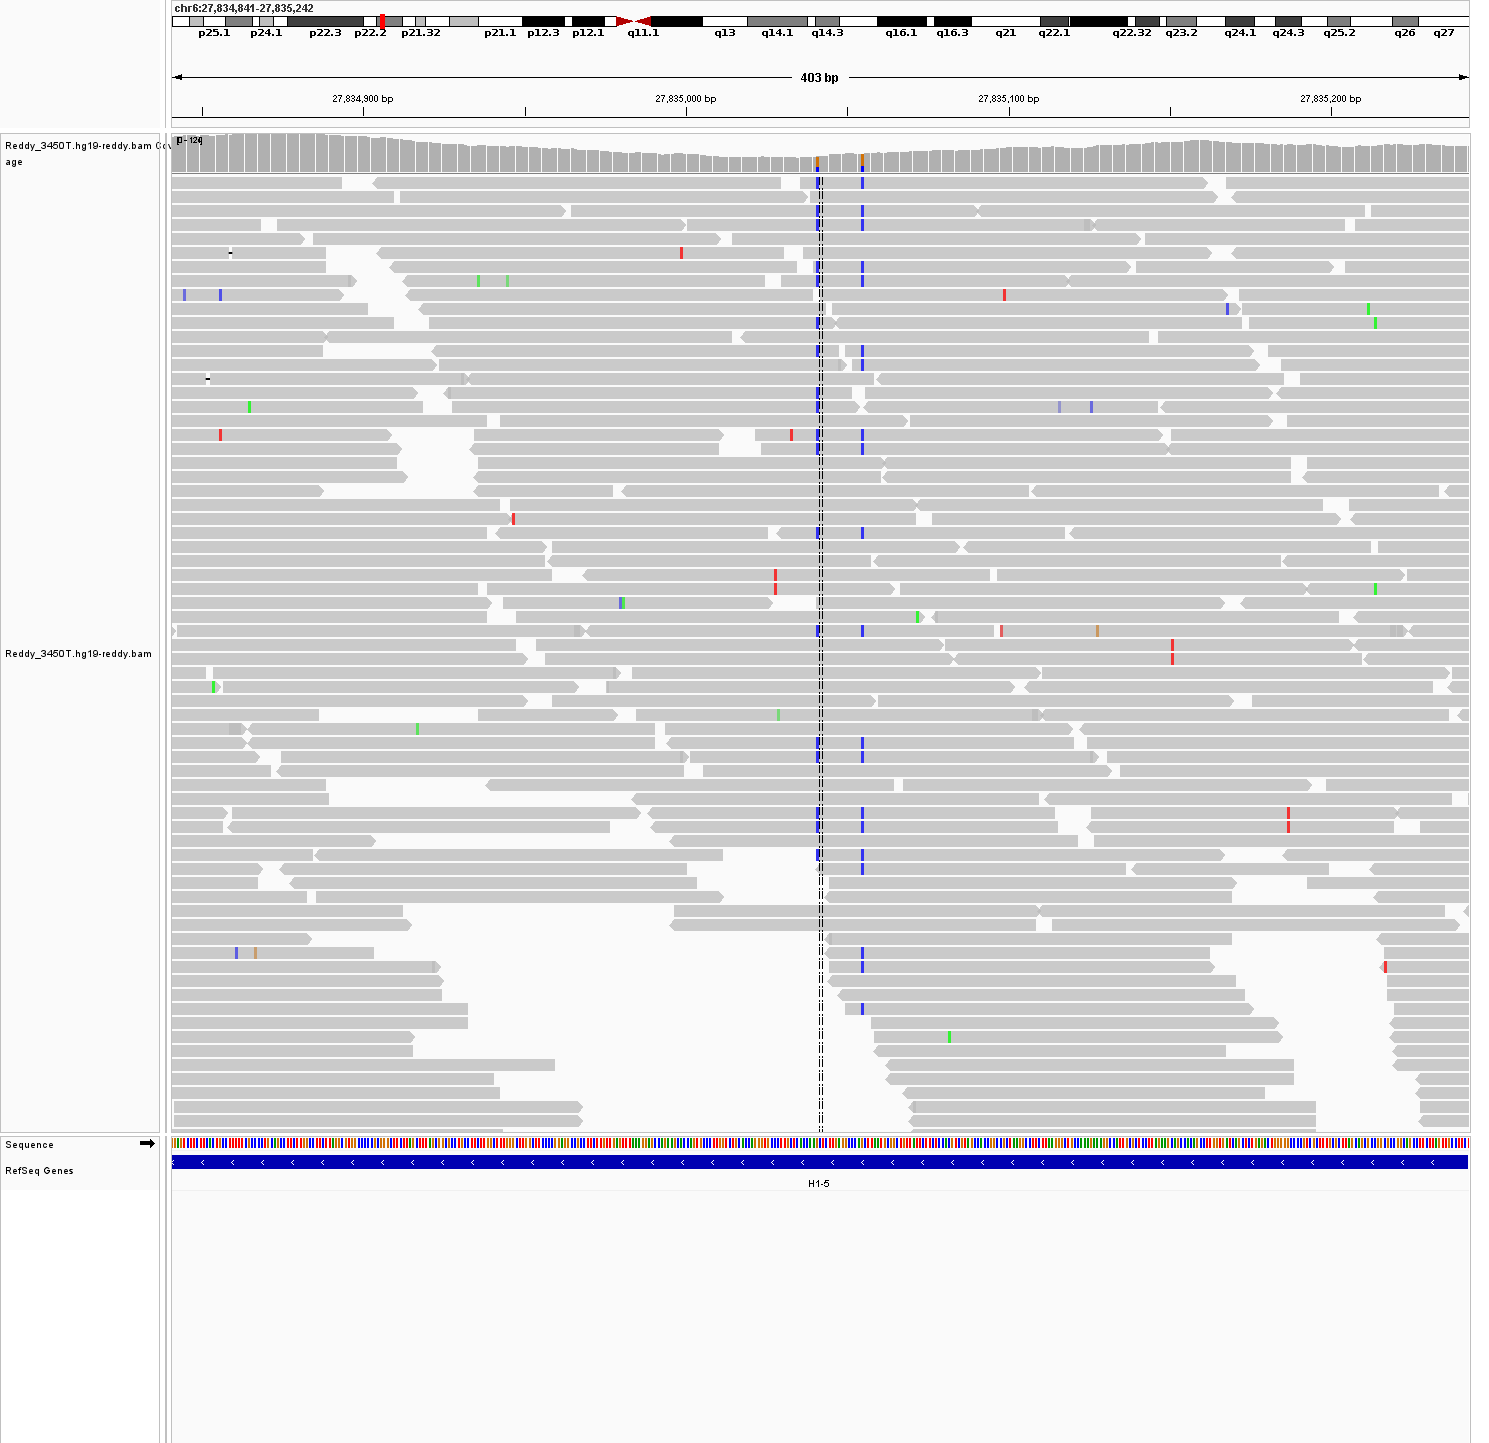 chr6:27,834,841-27,835,242
p25.1 p24.1 p22.3 p22.2 p21.32 p21.1 p12.3 p12.1 q11.1 q13 q14.1 q14.3 q16.1 q16.3 q21 q22.1 q22.32 q23.2 q24.1 q24.3 q25.2 q26 q27
403 bp
27,834,900 bp 27,835,000 bp 27,835,100 bp 27,835,200 bp
[0 - 124]
Reddy_3450T.hg19-reddy.bam Cov
age
Reddy_3450T.hg19-reddy.bam
Sequence
RefSeq Genes
H1-5